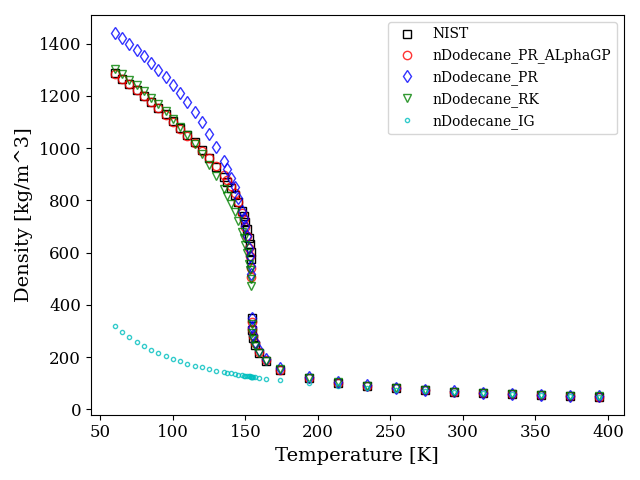 NIST
nDodecane_PR_ALphaGP
nDodecane_PR
nDodecane_RK
nDodecane_IG
Density [kg/m^3]
1400
1200
1000
800
600
400
200
0
50 100 150 200 250 300 350 400
Temperature [K]